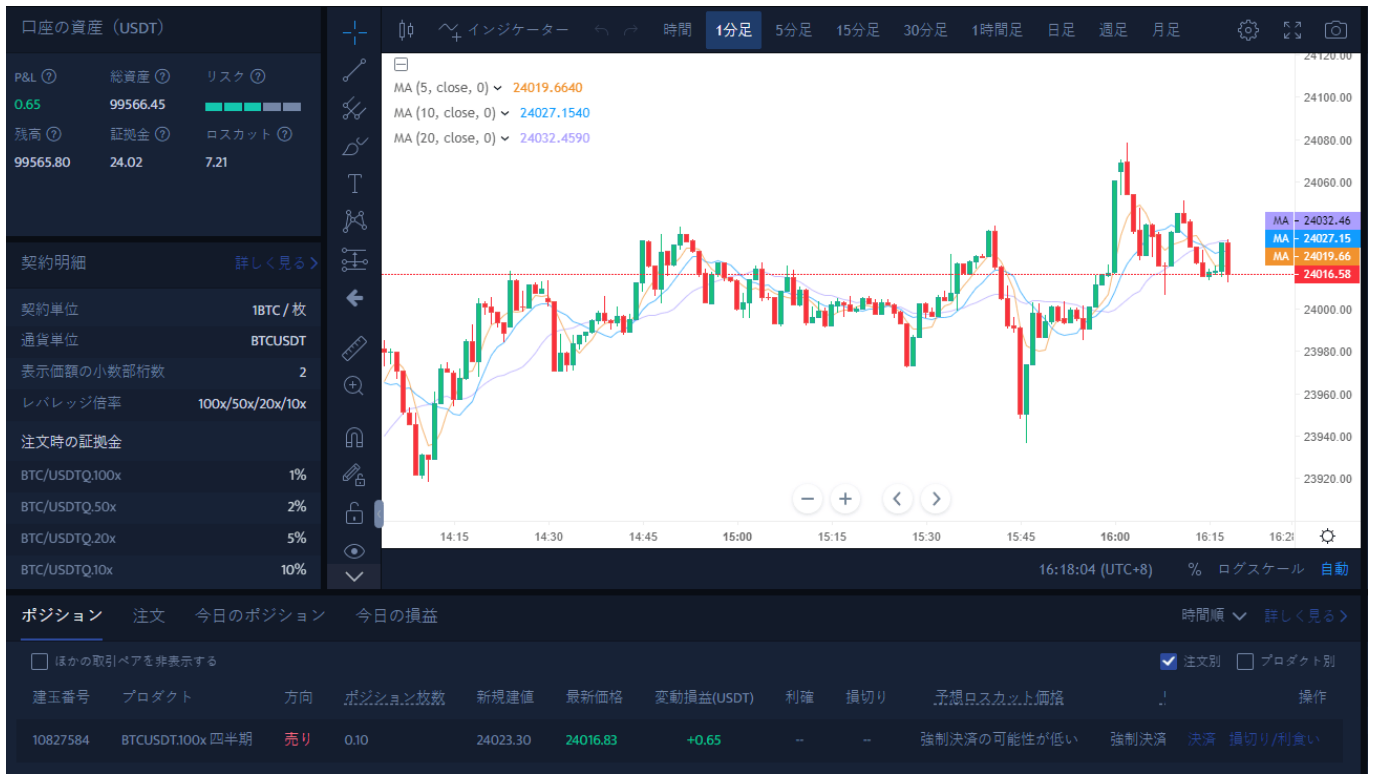 口座の資産（USDT）
P&L ? 総資産 ? リスク ?
0.65 99566.45
残高 ? 証拠金 ? ロスカット ?
99565.80 24.02 7.21
契約明細 詳しく見る
契約単位 1BTC / 枚
通貨単位 BTCUSDT
表示価額の小数部桁数 2
レバレッジ倍率 100x/50x/20x/10x
注文時の証拠金
BTC/USDTQ.100x 1%
BTC/USDTQ.50x 2%
BTC/USDTQ.20x 5%
BTC/USDTQ.10x 10%
インジケーター 時間 1分足 5分足 15分足 30分足 1時間足 日足 週足 月足
T
MA (5, close, 0) 24019.6640
MA (10, close, 0) 24027.1540
MA (20, close, 0) 24032.4590
24120.00
24100.00
24080.00
24060.00
MA 24032.46
MA 24027.15
MA 24019.66
24016.58
24000.00
23980.00
23960.00
23940.00
23920.00
14:15 14:30 14:45 15:00 15:15 15:30 15:45 16:00 16:15
16:18:04 (UTC+8) % ログスケール 自動
ポジション 注文 今日のポジション 今日の損益 時間順 詳しく見る
ほかの取引ペアを非表示する 注文別 プロダクト別
建玉番号 プロダクト 方向 ポジション枚数 新規建値 最新価格 変動損益(USDT) 利確 損切り 予想ロスカット価格 操作
10827584 BTCUSDT.100x 四半期 売り 0.10 24023.30 24016.83 +0.65 -- -- 強制決済の可能性が低い 強制決済 決済 損切り/利食い